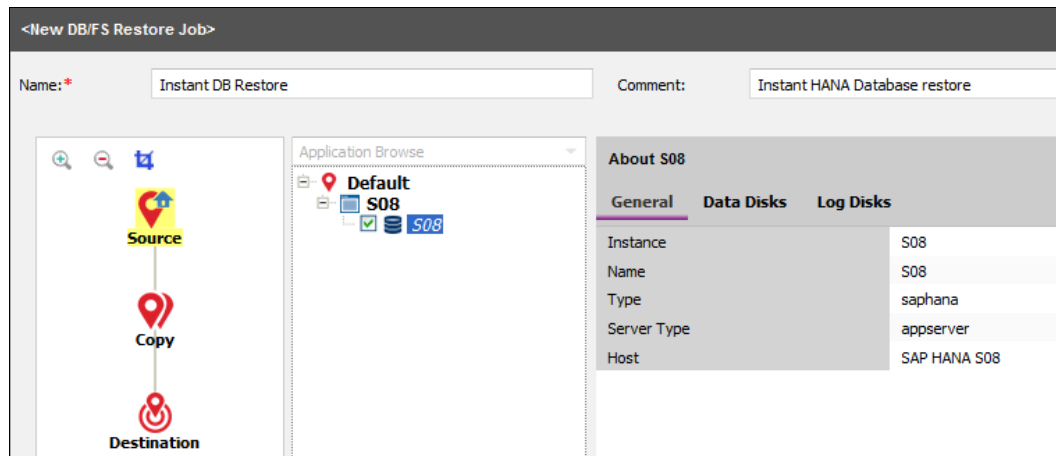 <New DB/FS Restore Job>
Name:* Instant DB Restore Comment: Instant HANA Database restore
Source
Copy
Destination
Application Browse
Default
S08
S08
About S08
General Data Disks Log Disks
Instance S08
Name S08
Type saphana
Server Type appserver
Host SAP HANA S08